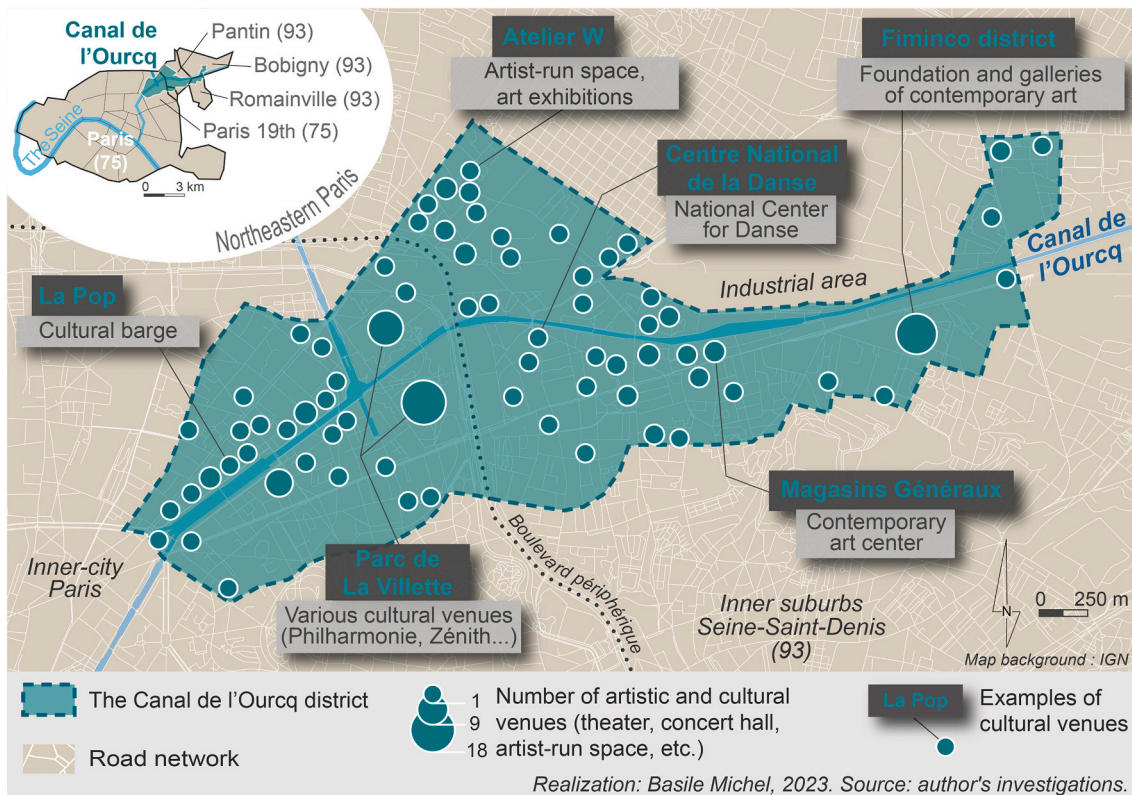 Canal de
l'Ourcq
Pantin (93)
Bobigny (93)
Romainville (93)
Paris 19th (75)
The Seine
Paris
(75)
0 3 km
Northeastern Paris
Atelier W
Artist-run space,
art exhibitions
Fiminco district
Foundation and galleries
of contemporary art
Centre National
de la Danse
National Center
for Danse
Canal de
l'Ourcq
Industrial area
La Pop
Cultural barge
Magasins Généraux
Contemporary
art center
Inner-city
Paris
Parc de
La Villette
Various cultural venues
(Philharmonie, Zénith...)
Boulevard périphérique
Inner suburbs
Seine-Saint-Denis
(93)
N
0 250 m
Map background : IGN
The Canal de l'Ourcq district
Road network
1
9
18
Number of artistic and cultural
venues (theater, concert hall,
artist-run space, etc.)
La Pop
Examples of
cultural venues
Realization: Basile Michel, 2023. Source: author's investigations.